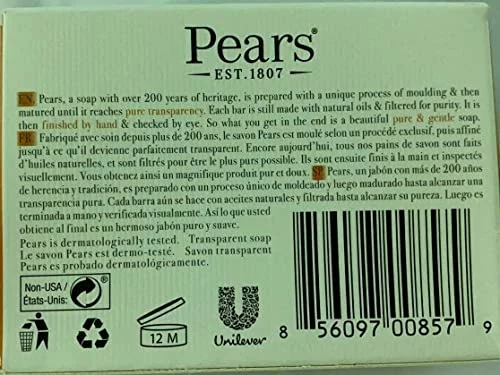 Pears®
EST.1807
EN. Pears, a soap with over 200 years of heritage, is prepared with a unique process of moulding & then
matured until it reaches pure transparency. Each bar is still made with natural oils & filtered for purity. It is
then finished by hand & checked by eye. So what you get in the end is a beautiful pure & gentle soap.
FR. Fabriqué avec soin depuis plus de 200 ans, le savon Pears est moulé selon un procédé exclusif, puis affiné
jusqu'à ce qu'il devienne parfaitement transparent. Encore aujourd'hui, tous nos pains de savon sont faits
d'huiles naturelles, et sont filtrés pour être le plus purs possible. Ils sont ensuite finis à la main et inspectés
visuellement. Vous obtenez ainsi un magnifique produit pur et doux. SP. Pears, un jabón con más de 200 años
de herencia y tradición, es preparado con un proceso único de moldeado y luego madurado hasta alcanzar una
transparencia pura. Cada barra aún se hace con aceites naturales y filtrada hasta alcanzar su pureza. Luego es
terminada a mano y verificada visualmente. Así lo que usted
obtiene al final es un hermoso jabón puro y suave.
Pears is dermatologically tested. Transparent soap
Le savon Pears est dermo-testé. Savon transparent
Pears es probado dermatológicamente.
Non-USA /
États-Unis:
12 M
Unilever
8 56097 00857 9